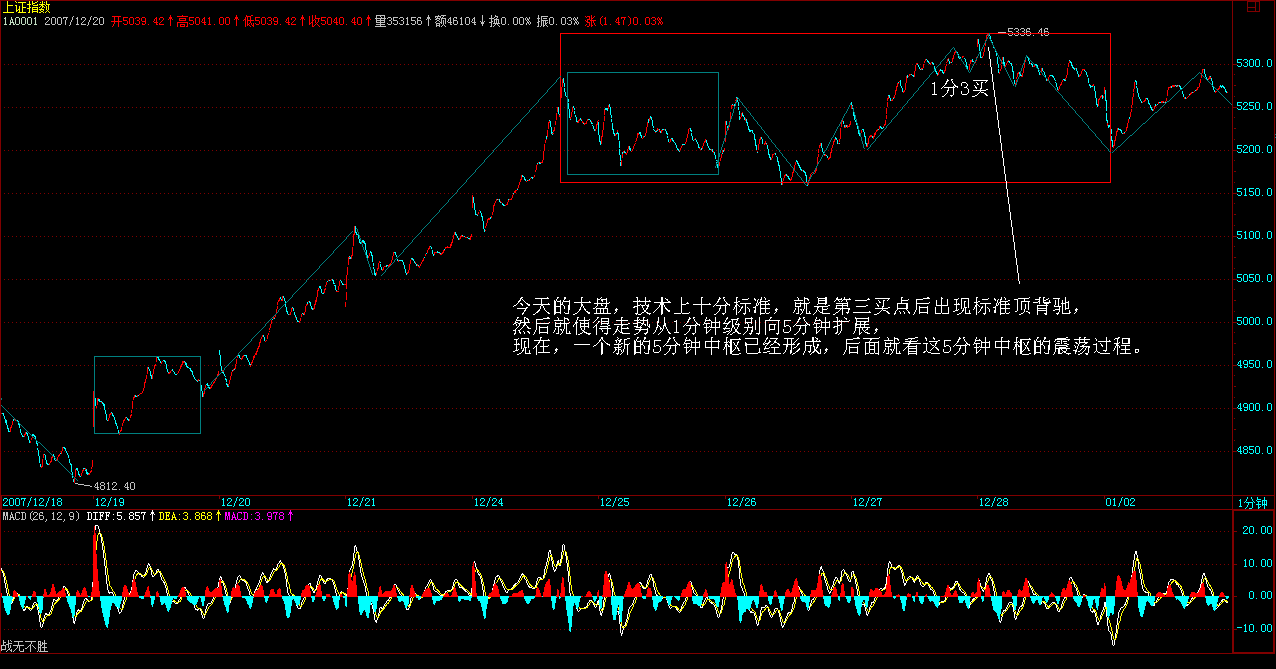 上证指数
1A0001 2007/12/20 开5039.42↑高5041.00↑低5039.42↑收5040.40↑量353156↑额46104↓换0.00% 振0.03% 涨(1.47)0.03%
5336.46
5300.0
1分3买
5250.0
5200.0
5150.0
5100.0
5050.0
今天的大盘，技术上十分标准，就是第三买点后出现标准顶背驰，
然后就使得走势从1分钟级别向5分钟扩展，
现在，一个新的5分钟中枢已经形成，后面就看这5分钟中枢的震荡过程。
5000.0
4950.0
4900.0
4850.0
4812.40
2007/12/18 12/19 12/20 12/21 12/24 12/25 12/26 12/27 12/28 01/02 1分钟
MACD(26,12,9) DIFF:5.857↑DEA:3.868↑MACD:3.978↑
20.00
10.00
0.00
-10.00
战无不胜